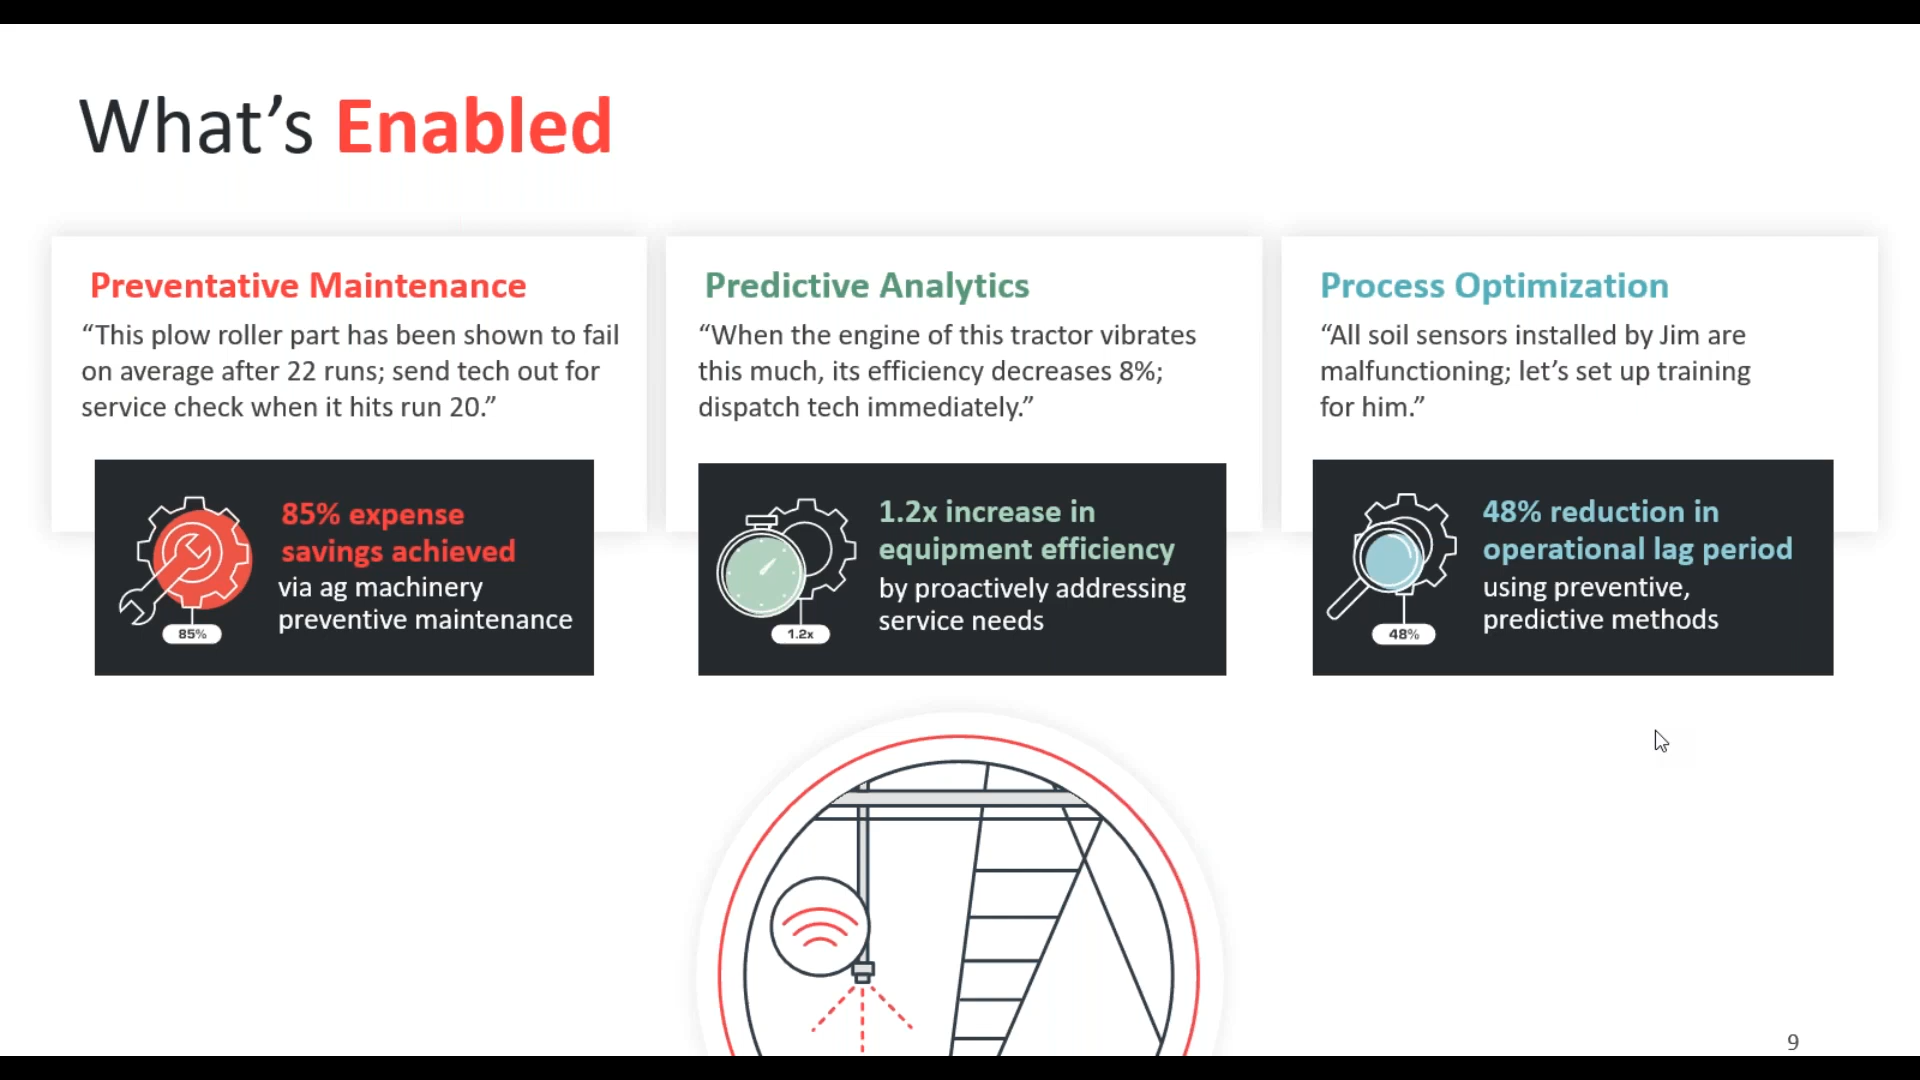 What’s Enabled
Preventative Maintenance
“This plow roller part has been shown to fail
on average after 22 runs; send tech out for
service check when it hits run 20.”
85% expense
savings achieved
via ag machinery
preventive maintenance
85%
Predictive Analytics
“When the engine of this tractor vibrates
this much, its efficiency decreases 8%;
dispatch tech immediately.”
1.2x increase in
equipment efficiency
by proactively addressing
service needs
1.2x
Process Optimization
“All soil sensors installed by Jim are
malfunctioning; let’s set up training
for him.”
48% reduction in
operational lag period
using preventive,
predictive methods
48%
9